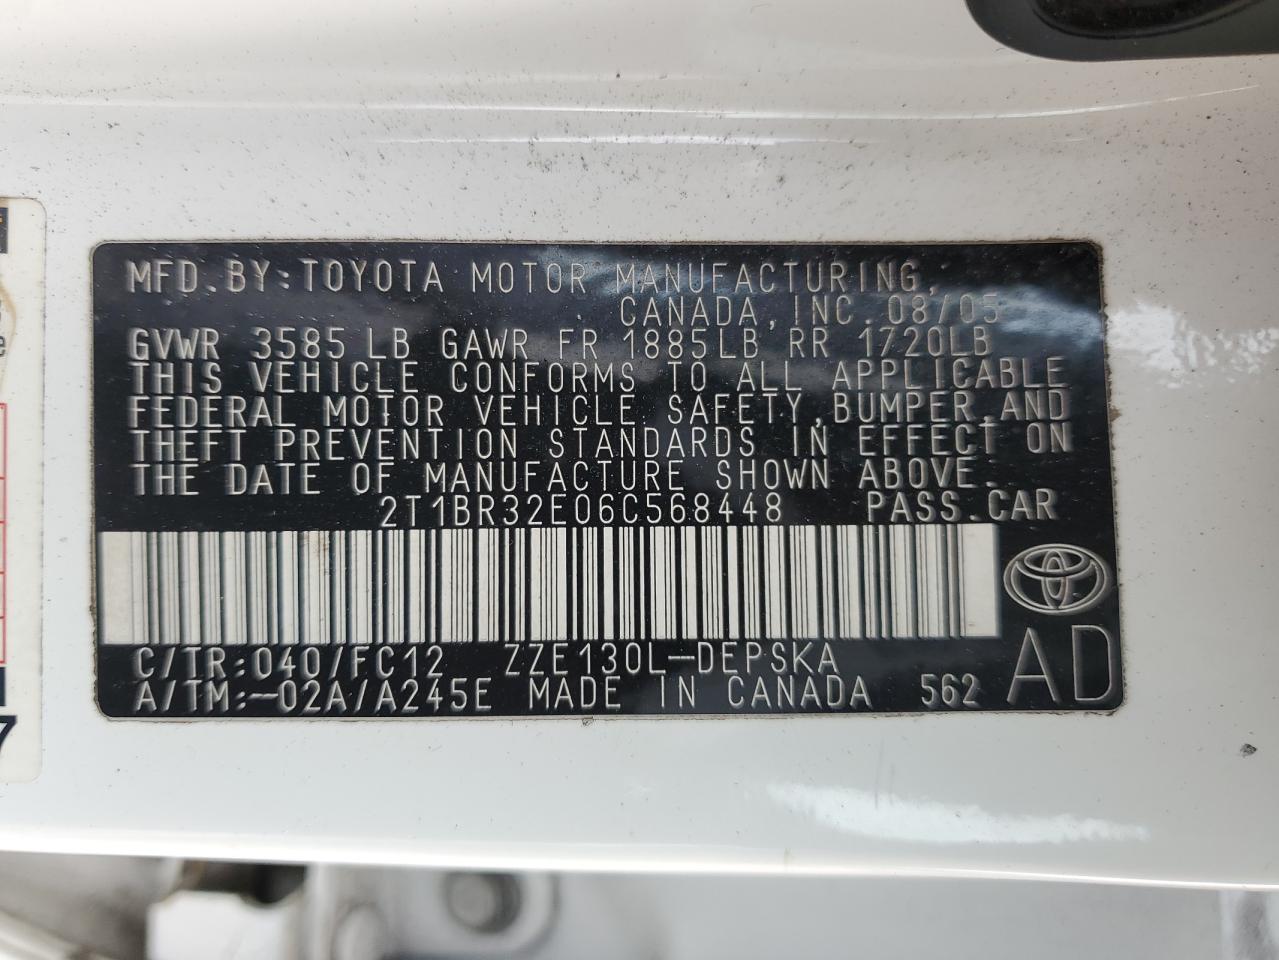 MFD.BY:TOYOTA MOTOR MANUFACTURING,
CANADA, INC. 08/05
GVWR 3585 LB GAWR FR 1885LB RR 1720LB
THIS VEHICLE CONFORMS TO ALL APPLICABLE
FEDERAL MOTOR VEHICLE SAFETY,BUMPER,AND
THEFT PREVENTION STANDARDS IN EFFECT ON
THE DATE OF MANUFACTURE SHOWN ABOVE.
2T1BR32E06C568448 PASS.CAR
C/TR:040/FC12 ZZE130L-DEPSKA
A/TM:-02A/A245E MADE IN CANADA 562
AD